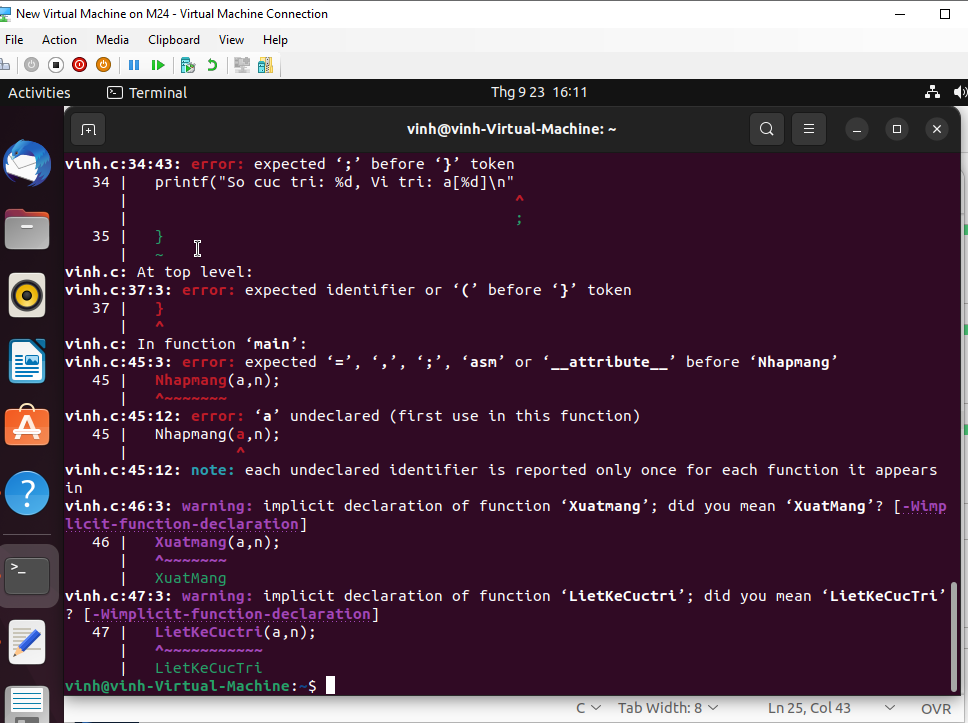 New Virtual Machine on M24 - Virtual Machine Connection
File Action Media Clipboard View Help
Activities Terminal Thg 9 23 16:11
vinh@vinh-Virtual-Machine: ~
vinh.c:34:43: error: expected ‘;’ before ‘}’ token
34 | printf("So cuc tri: %d, Vi tri: a[%d]\n"
| ^
| ;
35 | }
| ~
vinh.c: At top level:
vinh.c:37:3: error: expected identifier or ‘(’ before ‘}’ token
37 | }
| ^
vinh.c: In function ‘main’:
vinh.c:45:3: error: expected ‘=’, ‘,’, ‘;’, ‘asm’ or ‘__attribute__’ before ‘Nhapmang’
45 | Nhapmang(a,n);
| ^~~~~~~~
vinh.c:45:12: error: ‘a’ undeclared (first use in this function)
45 | Nhapmang(a,n);
| ^
vinh.c:45:12: note: each undeclared identifier is reported only once for each function it appears
in
vinh.c:46:3: warning: implicit declaration of function ‘Xuatmang’; did you mean ‘XuatMang’? [-Wimp
licit-function-declaration]
46 | Xuatmang(a,n);
| ^~~~~~~~
| XuatMang
vinh.c:47:3: warning: implicit declaration of function ‘LietKeCuctri’; did you mean ‘LietKeCucTri’
? [-Wimplicit-function-declaration]
47 | LietKeCuctri(a,n);
| ^~~~~~~~~~~~
| LietKeCucTri
vinh@vinh-Virtual-Machine:~$
C Tab Width: 8 Ln 25, Col 43 OVR